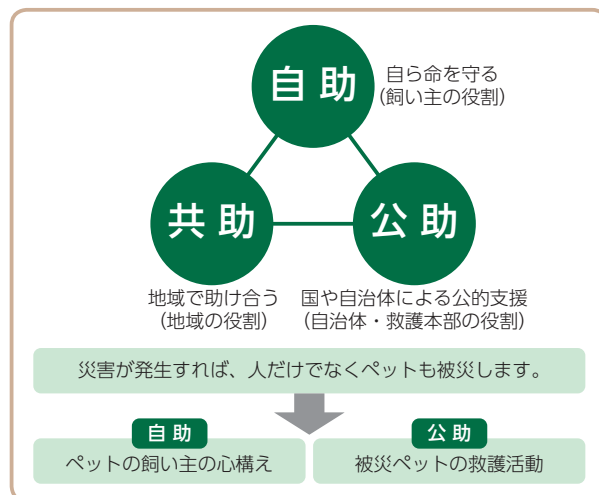 自助
自ら命を守る
(飼い主の役割)
共助
公助
地域で助け合う
(地域の役割)
国や自治体による公的支援
(自治体・救護本部の役割)
災害が発生すれば、人だけでなくペットも被災します。
自助
ペットの飼い主の心構え
公助
被災ペットの救護活動